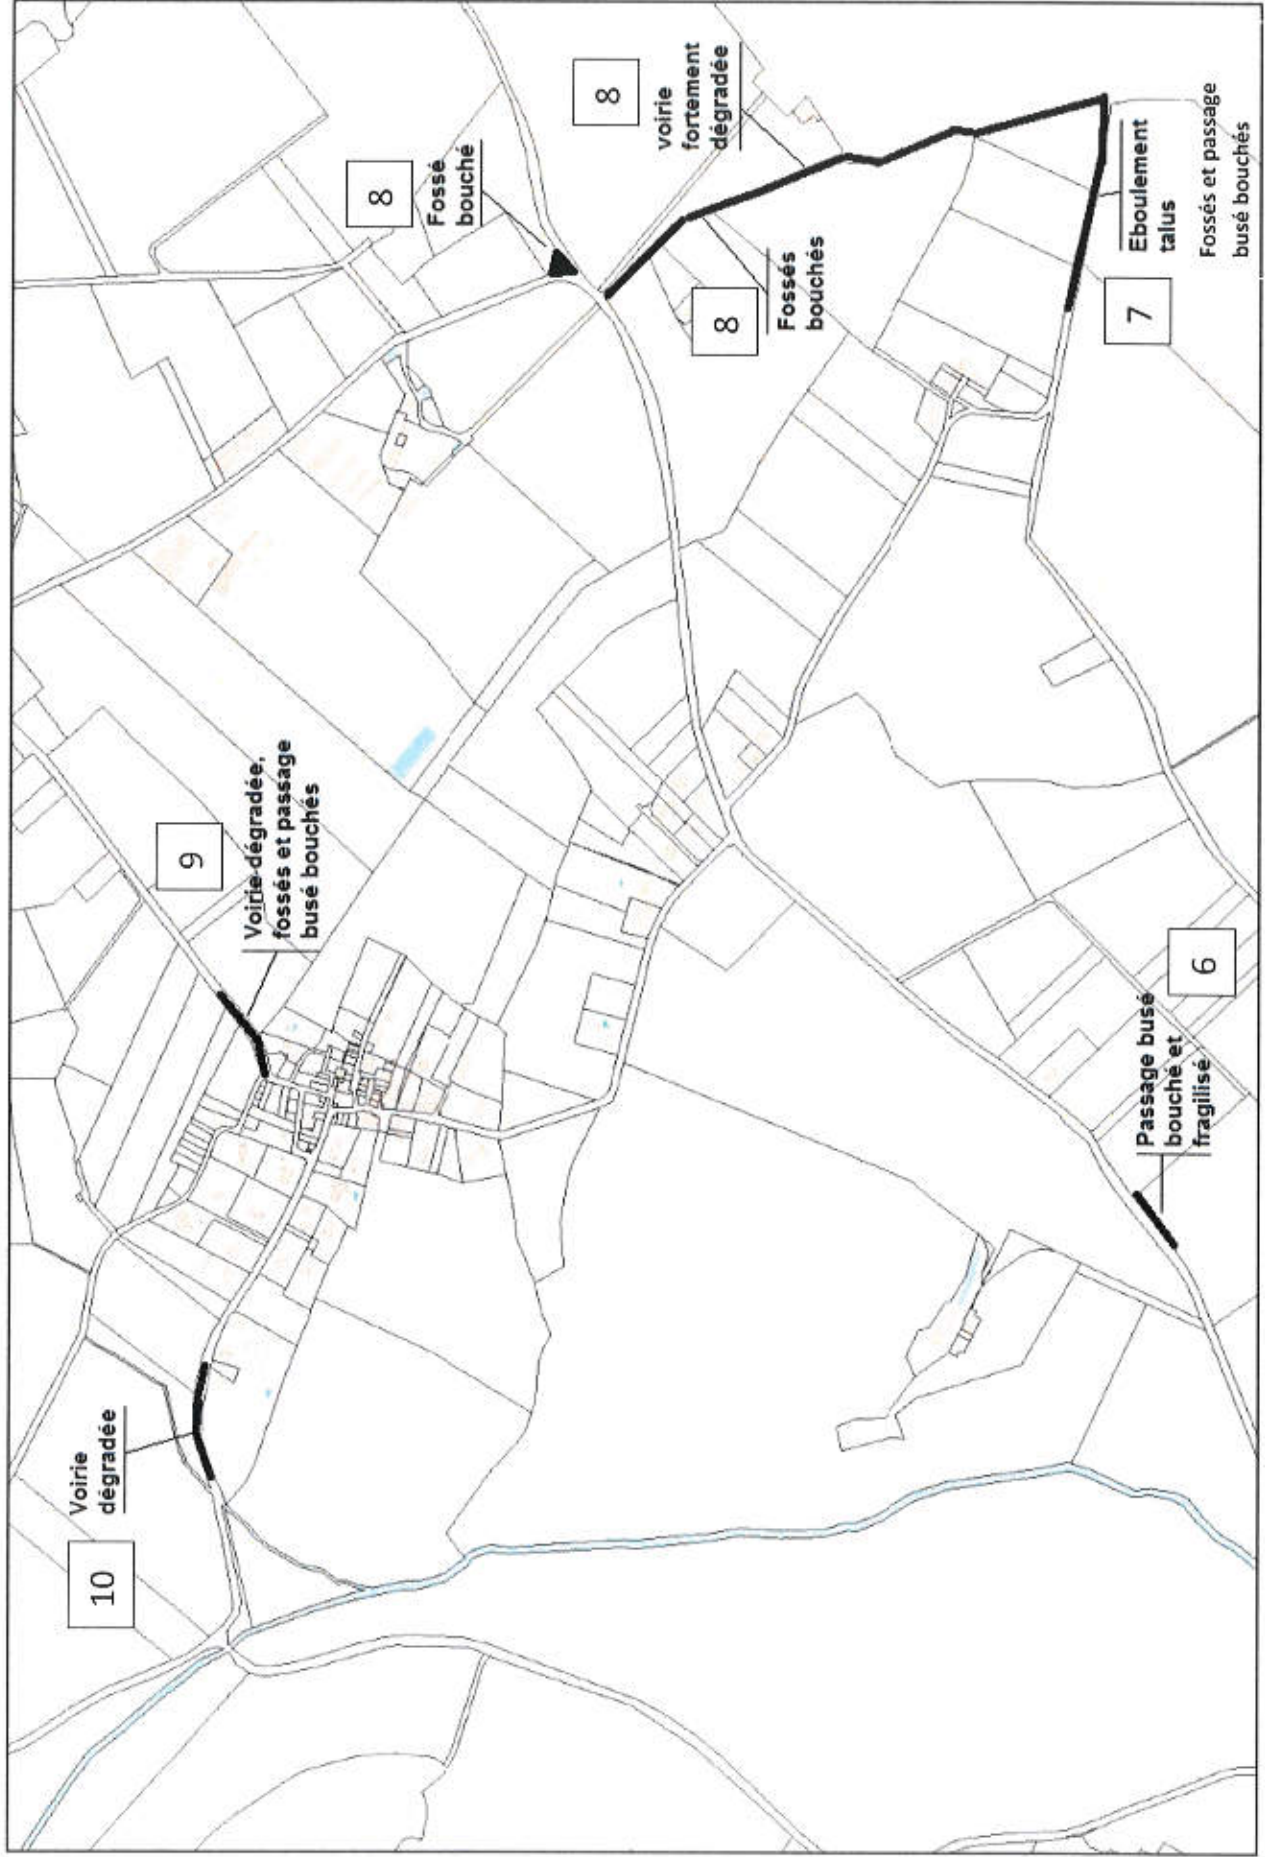 10
Voirie
dégradée
9
Voirie dégradée,
fossés et passage
busé bouchés
8
Fossé
bouché
8
voirie
fortement
dégradée
8
Fossés
bouchés
6
Passage busé
bouché et
fragilisé
7
Eboulement
talus
Fossés et passage
busé bouchés